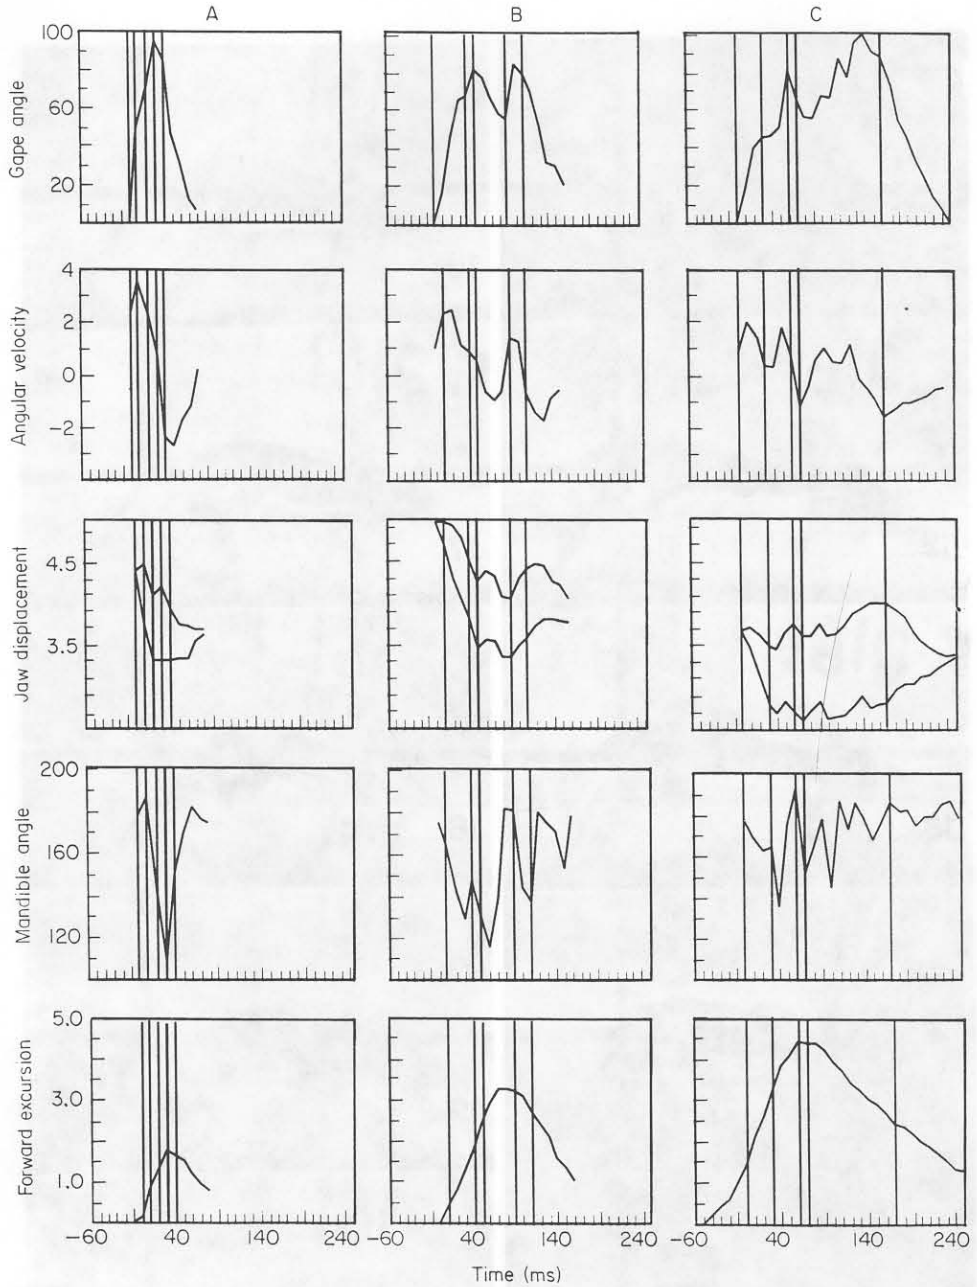 A B C
Gape angle
100
60
20
Angular velocity
4
2
0
−2
Jaw displacement
4.5
3.5
Mandible angle
200
160
120
Forward excursion
5.0
3.0
1.0
−60 40 140 240 −60 40 140 240 −60 40 140 240
Time (ms)